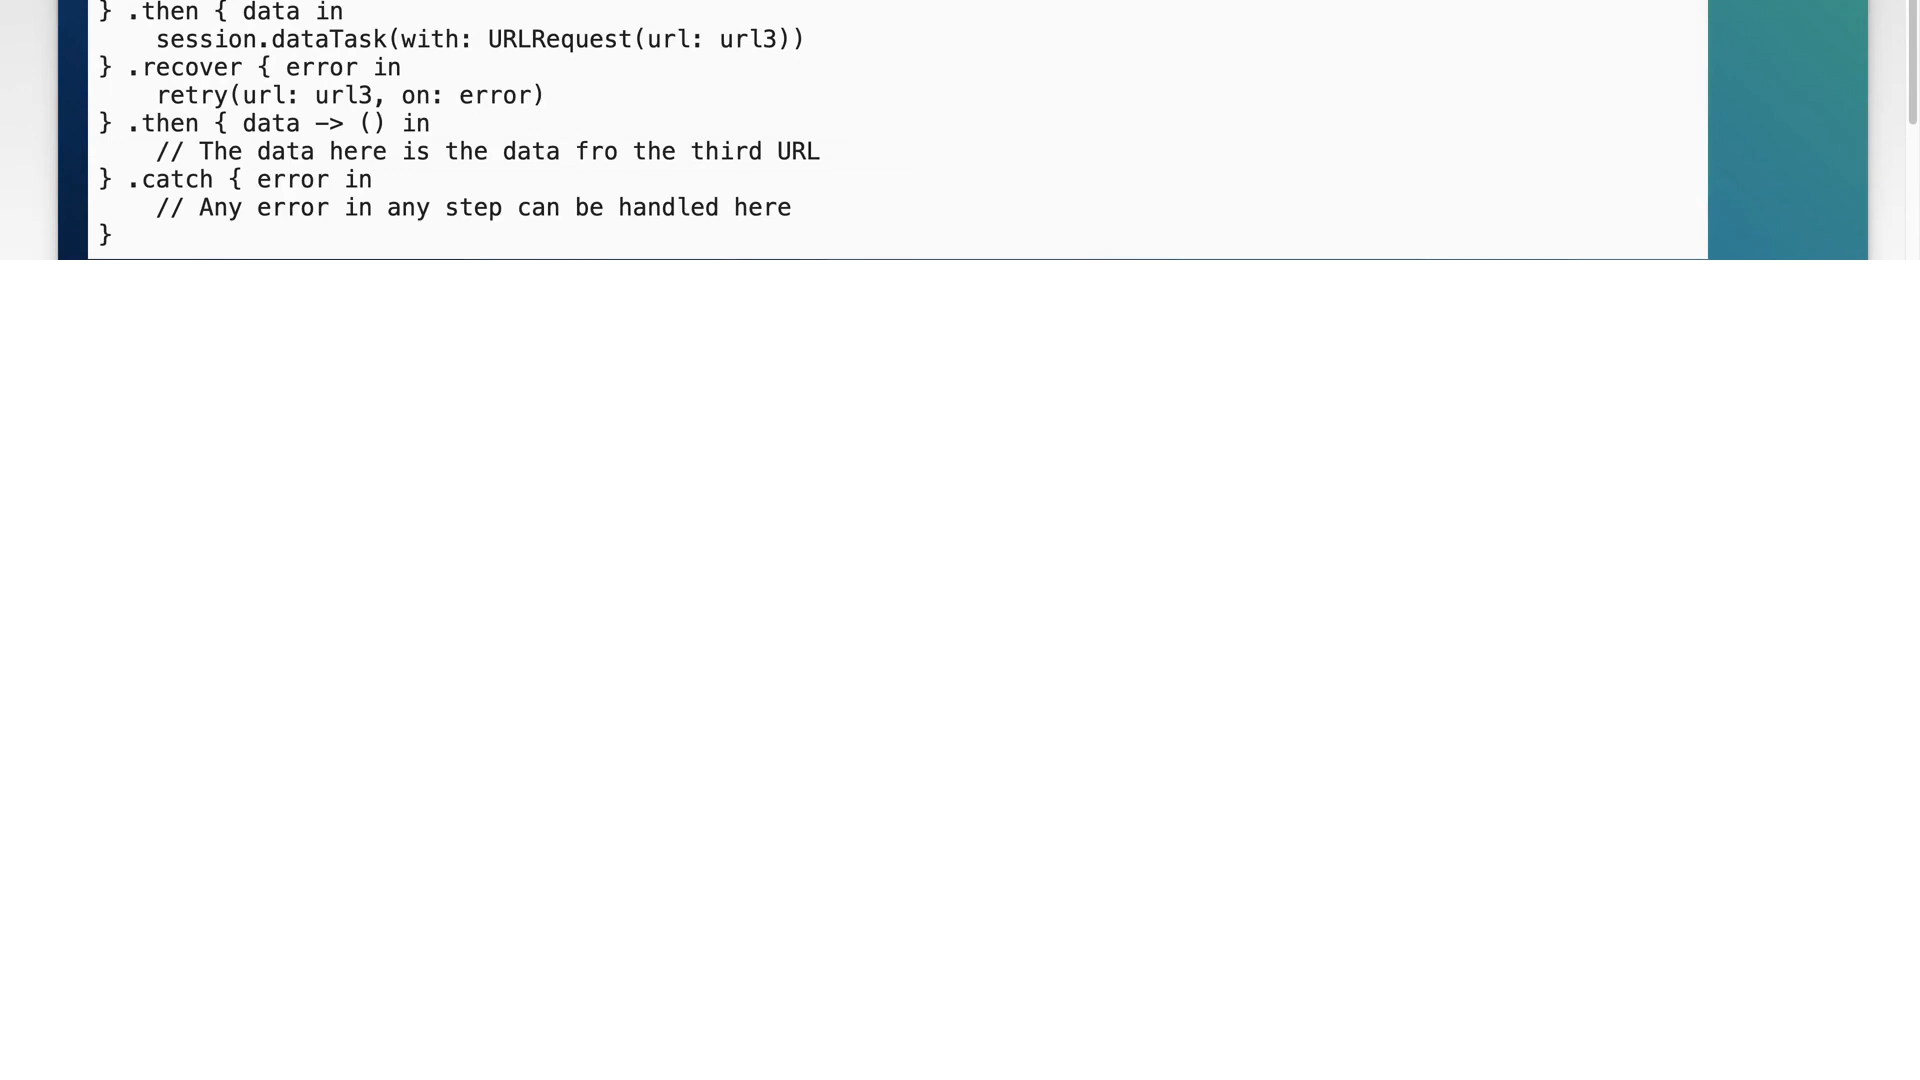 } .then { data in
    session.dataTask(with: URLRequest(url: url3))
} .recover { error in
    retry(url: url3, on: error)
} .then { data -> () in
    // The data here is the data fro the third URL
} .catch { error in
    // Any error in any step can be handled here
}